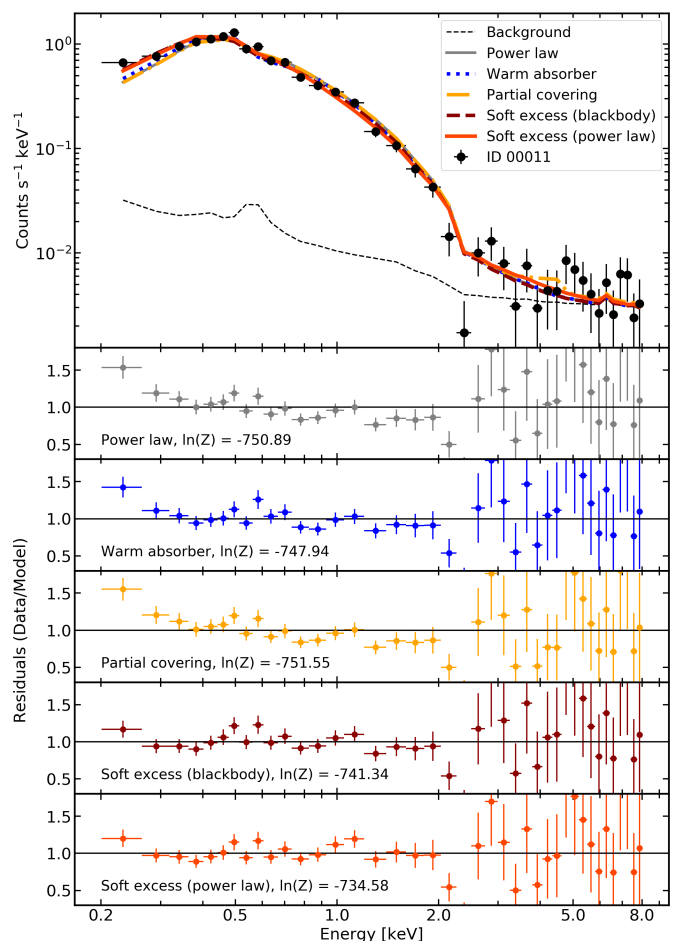 10⁰
10⁻¹
10⁻²
Counts s⁻¹ keV⁻¹
Background
Power law
Warm absorber
Partial covering
Soft excess (blackbody)
Soft excess (power law)
ID 00011
1.5
1.0
0.5
Power law, ln(Z) = -750.89
1.5
1.0
0.5
Warm absorber, ln(Z) = -747.94
1.5
1.0
0.5
Partial covering, ln(Z) = -751.55
1.5
1.0
0.5
Soft excess (blackbody), ln(Z) = -741.34
1.5
1.0
0.5
Soft excess (power law), ln(Z) = -734.58
Residuals (Data/Model)
0.2 0.5 1.0 2.0 5.0 8.0
Energy [keV]